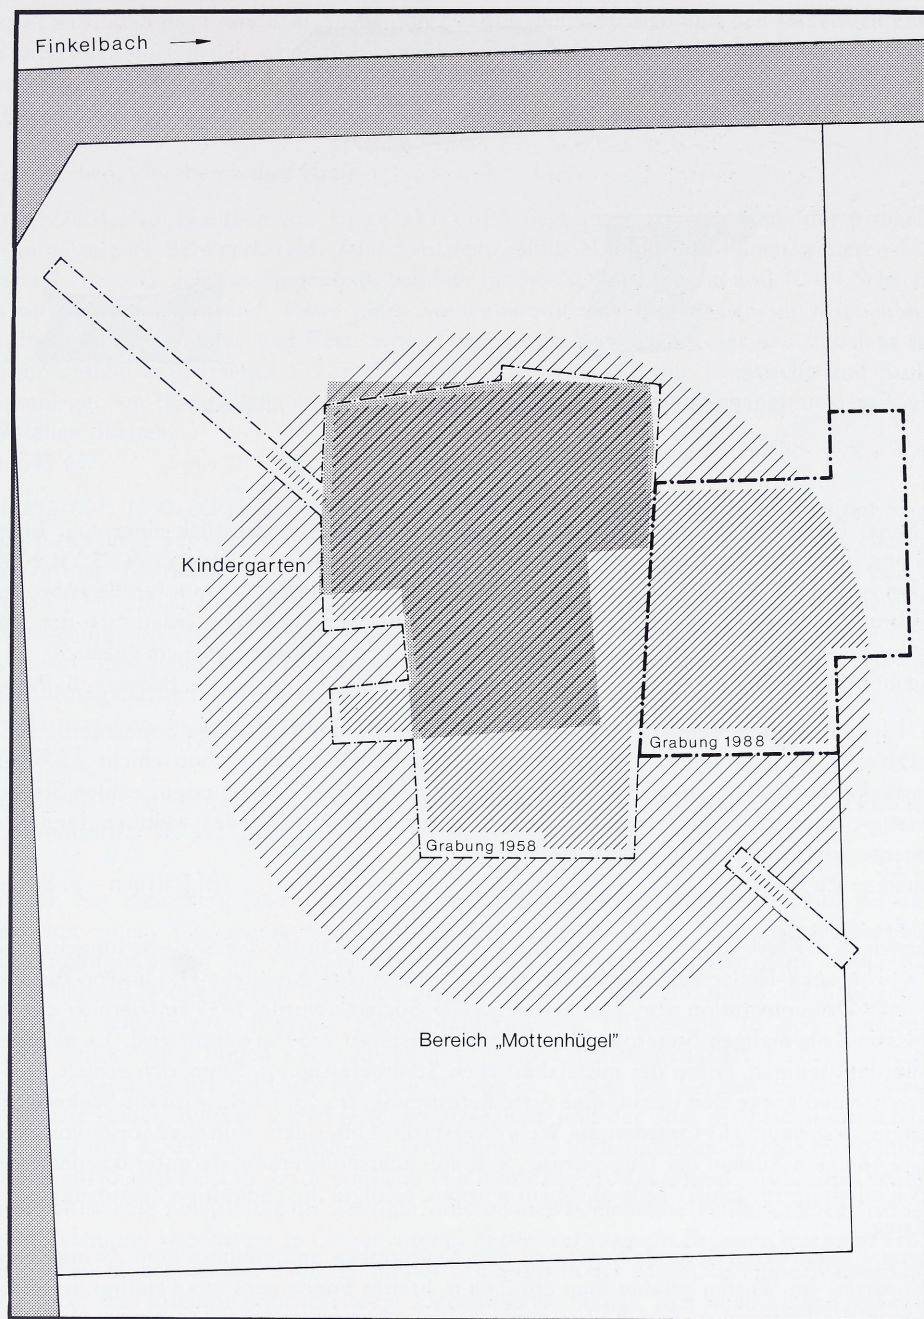 Finkelbach
Kindergarten
Grabung 1988
Grabung 1958
Bereich „Mottenhügel"